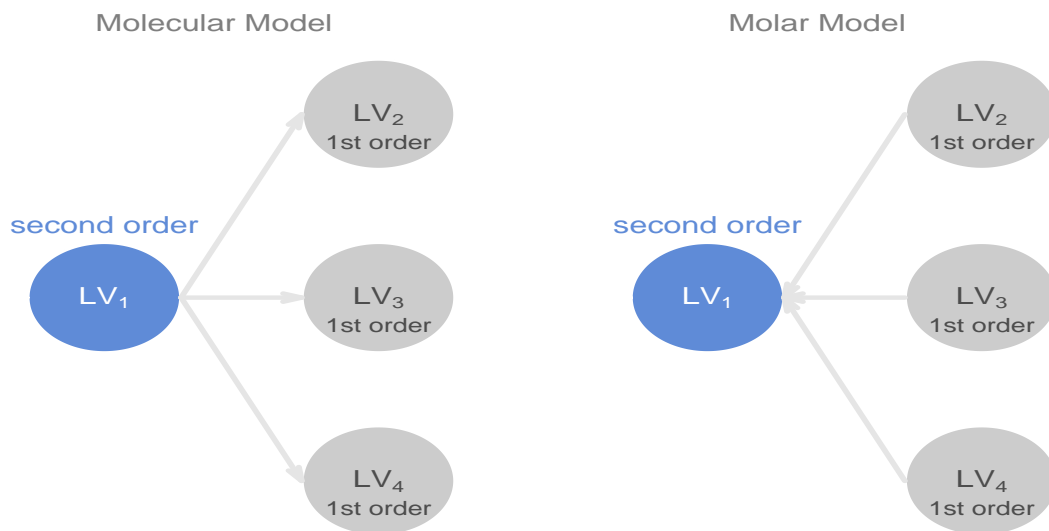 Molecular Model
LV₂
1st order
second order
LV₁
LV₃
1st order
LV₄
1st order
Molar Model
LV₂
1st order
second order
LV₁
LV₃
1st order
LV₄
1st order